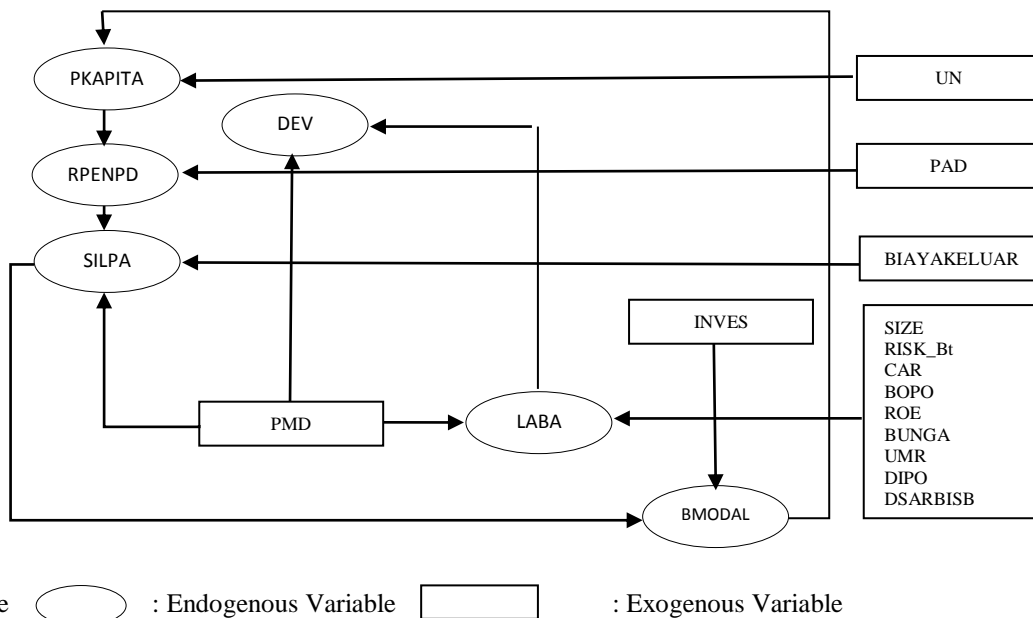 PKAPITA
UN
DEV
RPENPD
PAD
SILPA
BIAYAKELUAR
INVES
SIZE
RISK_Bt
CAR
BOPO
ROE
BUNGA
UMR
DIPO
DSARBISB
PMD
LABA
BMODAL
e : Endogenous Variable : Exogenous Variable